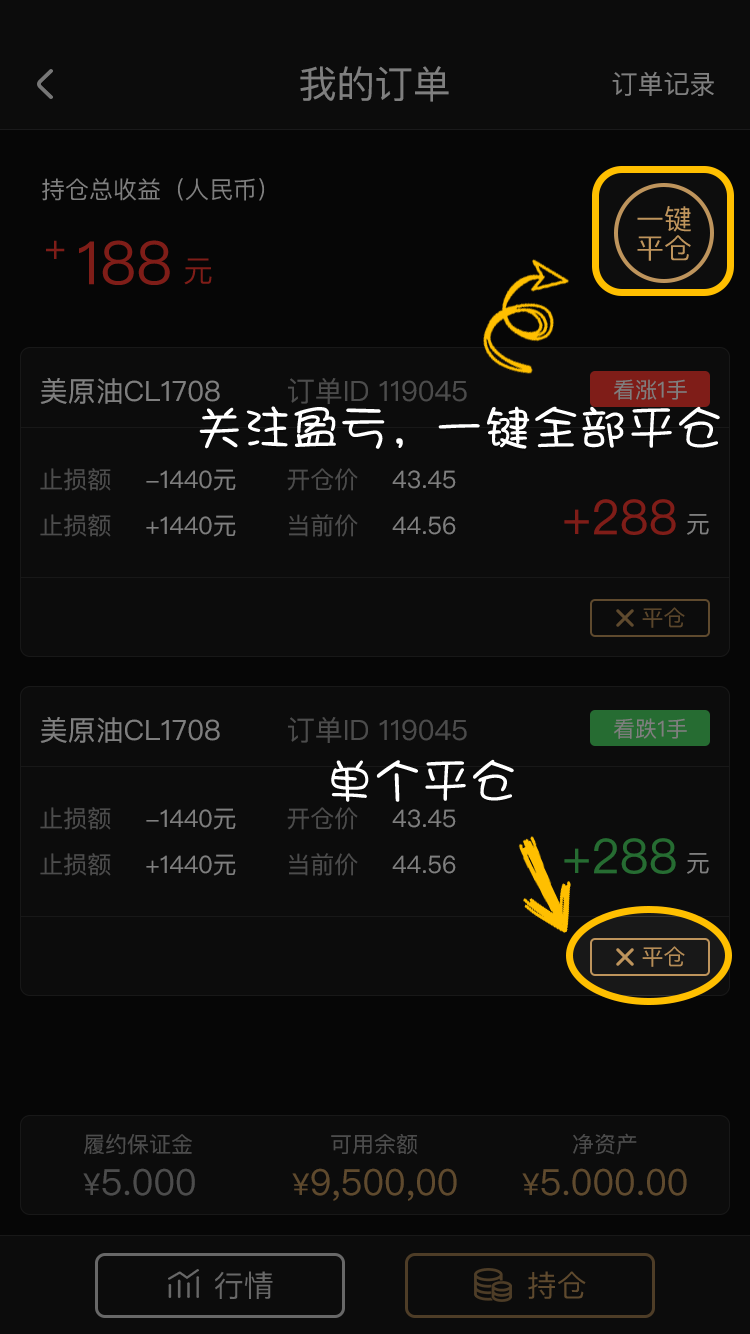 我的订单
订单记录
持仓总收益（人民币）
+188 元
一键
平仓
美原油CL1708 订单ID 119045 看涨1手
关注盈亏，一键全部平仓
止损额 –1440元 开仓价 43.45
止损额 +1440元 当前价 44.56
+288 元
平仓
美原油CL1708 订单ID 119045 看跌1手
单个平仓
止损额 –1440元 开仓价 43.45
止损额 +1440元 当前价 44.56
+288 元
平仓
履约保证金 可用余额 净资产
¥5.000 ¥9,500,00 ¥5.000.00
行情 持仓